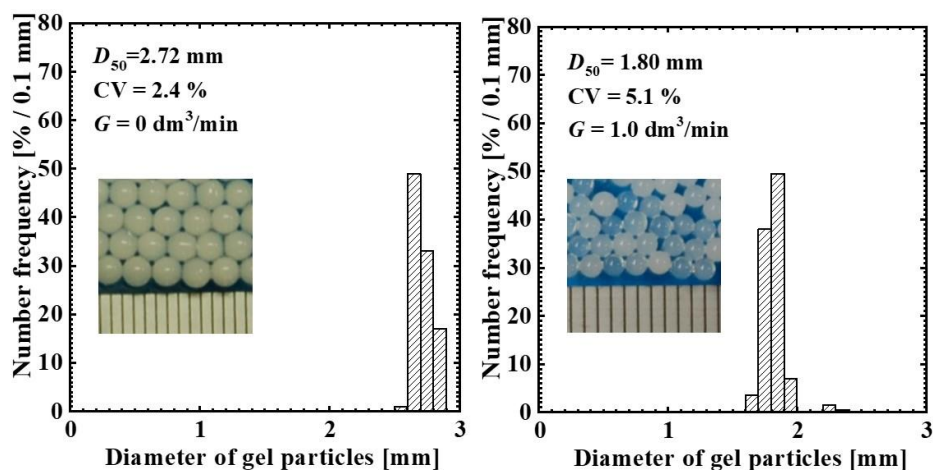 Number frequency [% / 0.1 mm]
80
70
60
50
40
30
20
10
0
D50=2.72 mm
CV = 2.4 %
G = 0 dm3/min
0
1
2
3
Diameter of gel particles [mm]
Number frequency [% / 0.1 mm]
80
70
60
50
40
30
20
10
0
D50= 1.80 mm
CV = 5.1 %
G = 1.0 dm3/min
0
1
2
3
Diameter of gel particles [mm]